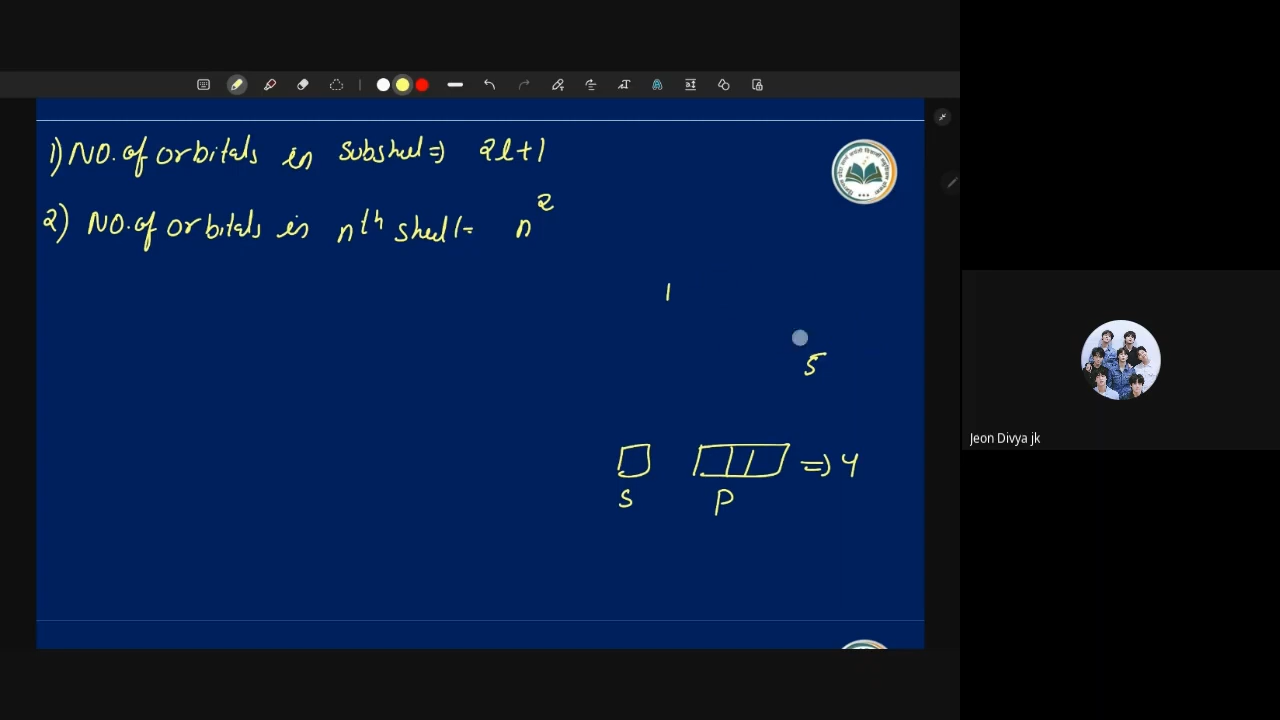 1) NO. of orbitals in subshell => 2l+1
2) NO. of orbitals in nth shell = n²
1
5
=> 4
S P
Jeon Divya jk